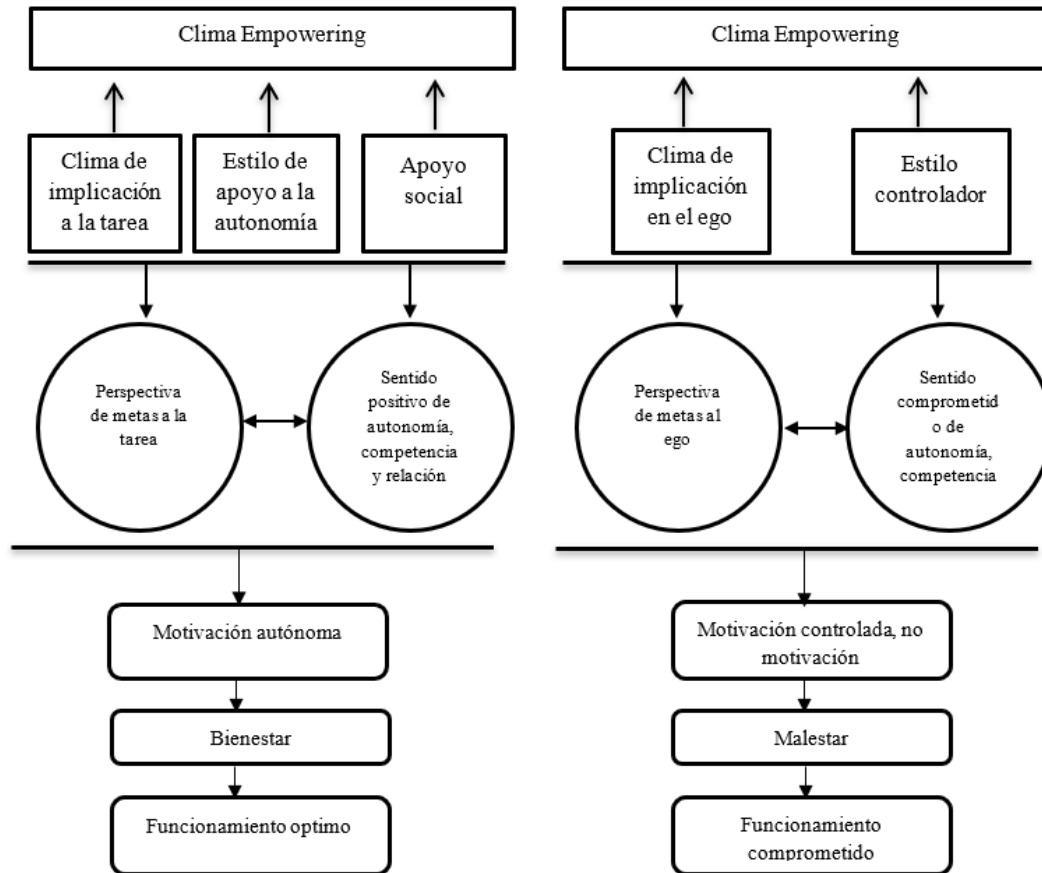 Clima Empowering
Clima de
implicación
a la tarea
Estilo de
apoyo a la
autonomía
Apoyo
social
Perspectiva
de metas a la
tarea
Sentido
positivo de
autonomía,
competencia
y relación
Motivación autónoma
Bienestar
Funcionamiento optimo
Clima Empowering
Clima de
implicación
en el ego
Estilo
controlador
Perspectiva
de metas al
ego
Sentido
comprometid
o de
autonomía,
competencia
Motivación controlada, no
motivación
Malestar
Funcionamiento
comprometido